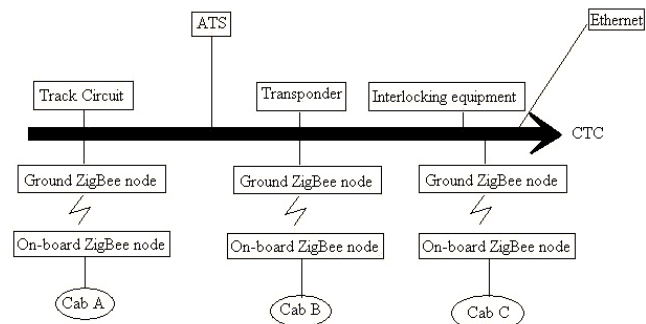 Ethernet
ATS
Track Circuit
Transponder
Interlocking equipment
CTC
Ground ZigBee node
Ground ZigBee node
Ground ZigBee node
On-board ZigBee node
On-board ZigBee node
On-board ZigBee node
Cab A
Cab B
Cab C